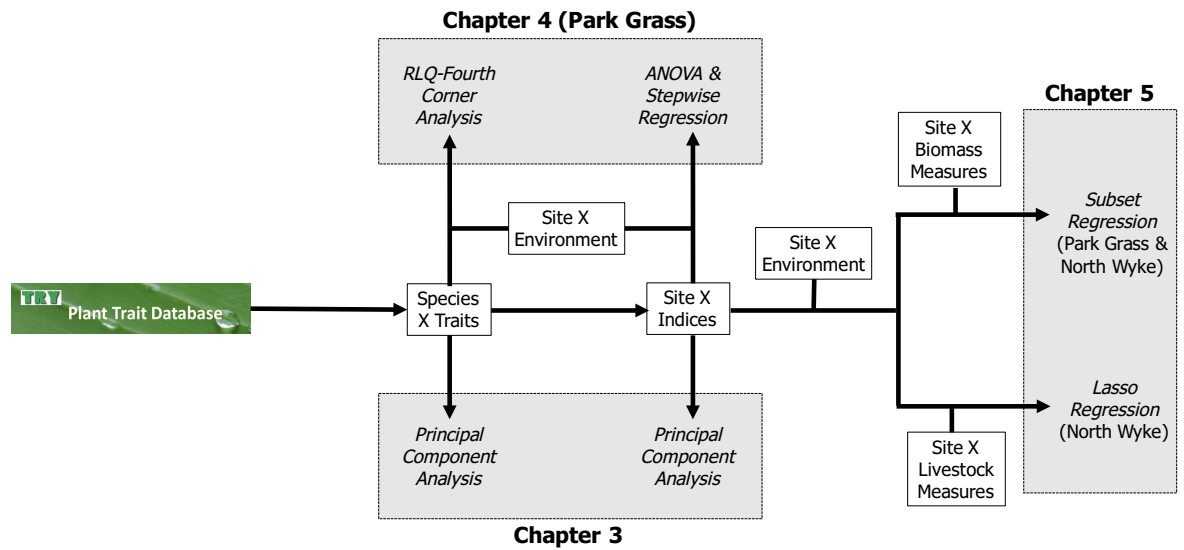 Chapter 4 (Park Grass)
RLQ-Fourth
Corner
Analysis
ANOVA &
Stepwise
Regression
Chapter 5
Site X
Biomass
Measures
Subset
Regression
(Park Grass &
North Wyke)
Site X
Environment
Site X
Environment
TRY
Plant Trait Database
Species
X Traits
Site X
Indices
Lasso
Regression
(North Wyke)
Site X
Livestock
Measures
Principal
Component
Analysis
Principal
Component
Analysis
Chapter 3